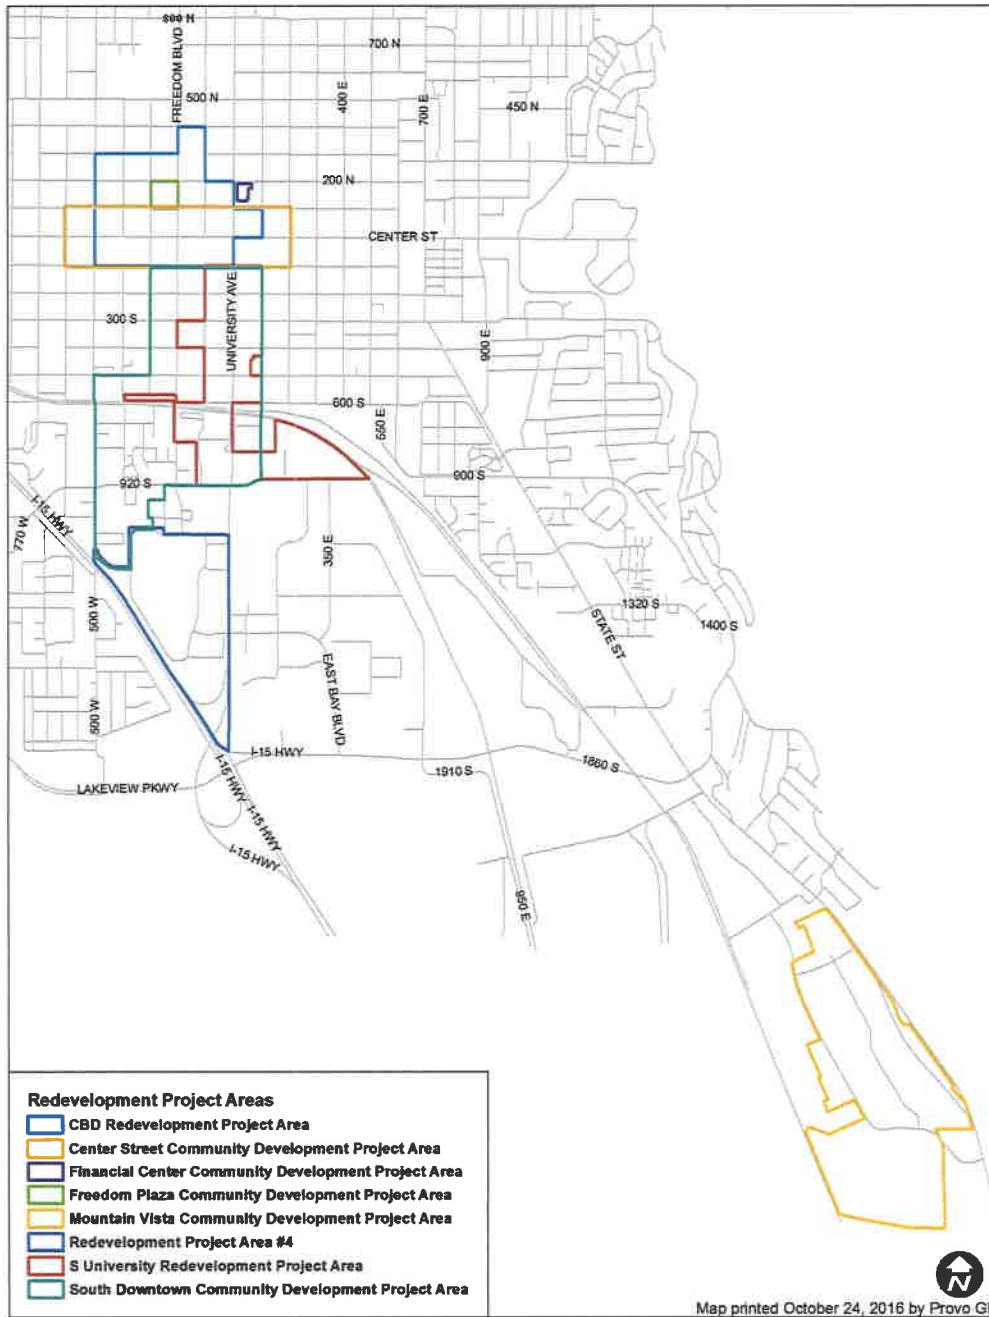 800 N
700 N
FREEDOM BLVD
500 N
400 E
700 E
450 N
200 N
CENTER ST
UNIVERSITY AVE
300 S
900 E
600 S
550 E
920 S
900 S
I-15 HWY
770 W
350 E
500 W
1320 S
1400 S
STATE ST
EAST BAY BLVD
500 W
I-15 HWY
1860 S
1910 S
LAKEVIEW PKWY
I-15 HWY
I-15 HWY
I-15 HWY
950 E
Redevelopment Project Areas
CBD Redevelopment Project Area
Center Street Community Development Project Area
Financial Center Community Development Project Area
Freedom Plaza Community Development Project Area
Mountain Vista Community Development Project Area
Redevelopment Project Area #4
S University Redevelopment Project Area
South Downtown Community Development Project Area
N
Map printed October 24, 2016 by Provo G